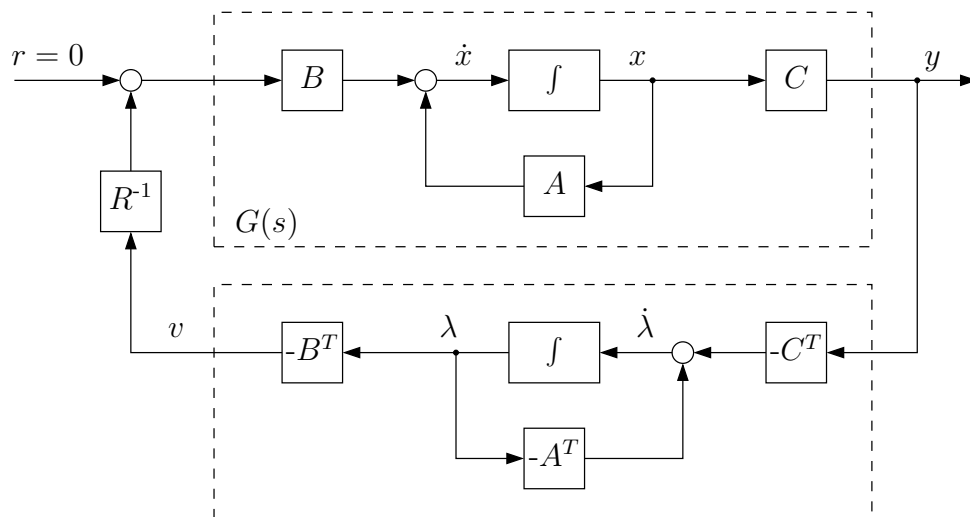 r = 0
B
ẋ
∫
x
C
y
A
R⁻¹
G(s)
v
-Bᵀ
λ
∫
λ̇
-Cᵀ
-Aᵀ